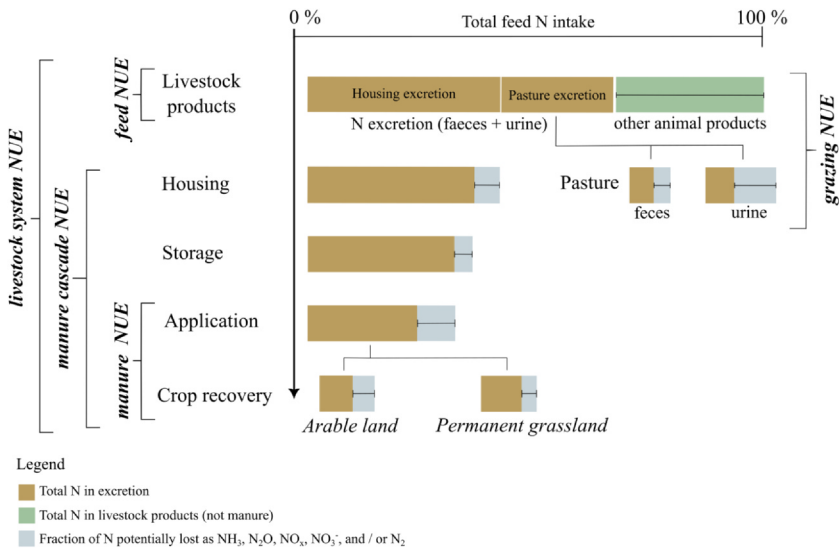 0 %
Total feed N intake
100 %
livestock system NUE
manure cascade NUE
feed NUE
manure NUE
grazing NUE
Livestock
products
Housing excretion
Pasture excretion
N excretion (faeces + urine)
other animal products
Housing
Pasture
feces
urine
Storage
Application
Crop recovery
Arable land
Permanent grassland
Legend
Total N in excretion
Total N in livestock products (not manure)
Fraction of N potentially lost as NH₃, N₂O, NOₓ, NO₃⁻, and / or N₂